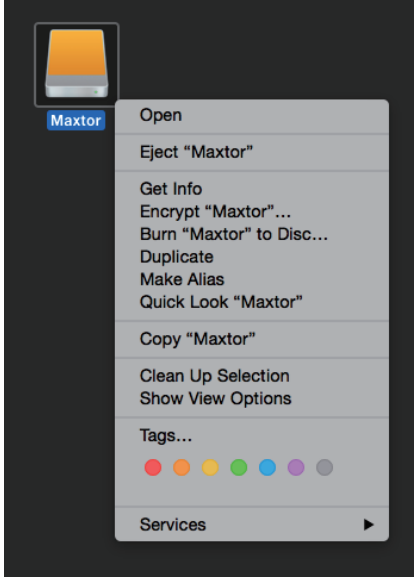 Maxtor
Open
Eject “Maxtor”
Get Info
Encrypt “Maxtor”...
Burn “Maxtor” to Disc...
Duplicate
Make Alias
Quick Look “Maxtor”
Copy “Maxtor”
Clean Up Selection
Show View Options
Tags...
Services